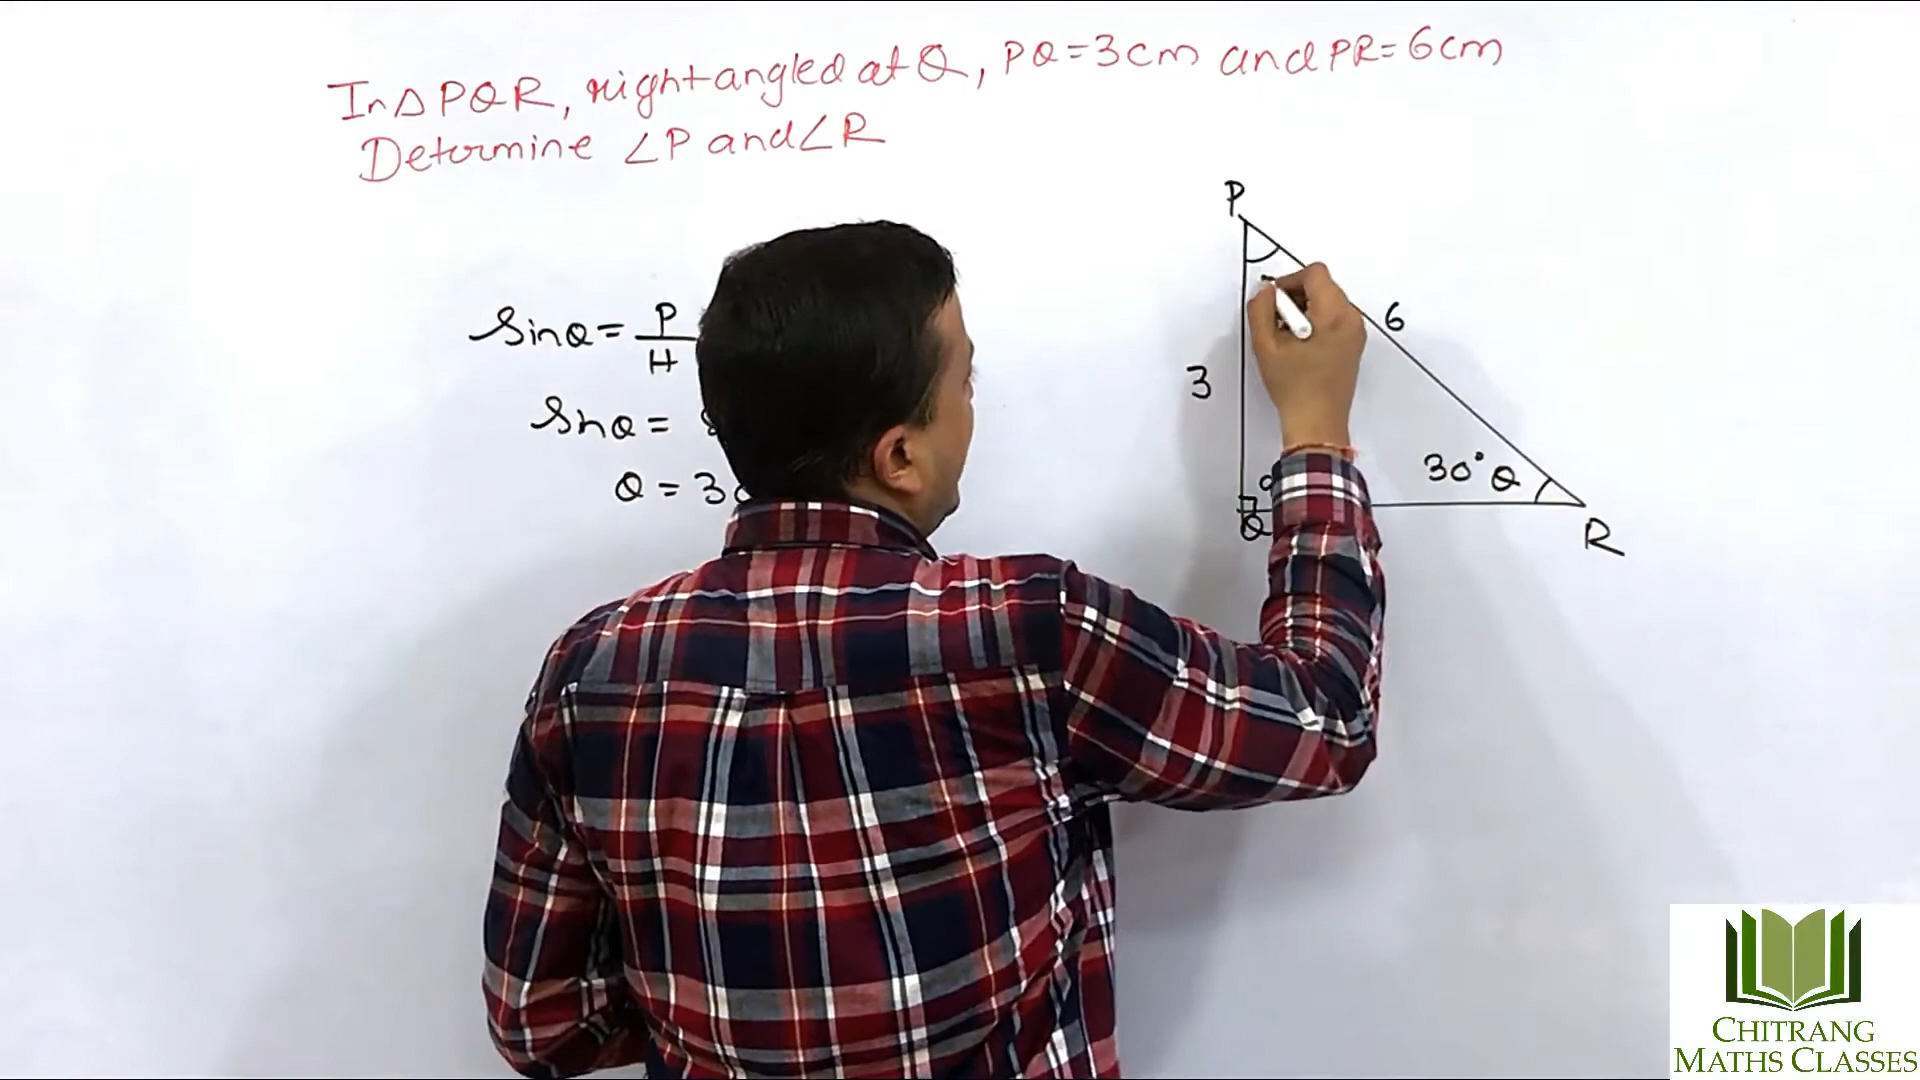 In △ PQR, right angled at Q, PQ = 3cm and PR = 6cm
Determine ∠P and ∠R
P
Sinθ = P
H
6
3
Sinθ =
θ = 30
30° θ
Q
R
CHITRANG
MATHS CLASSES